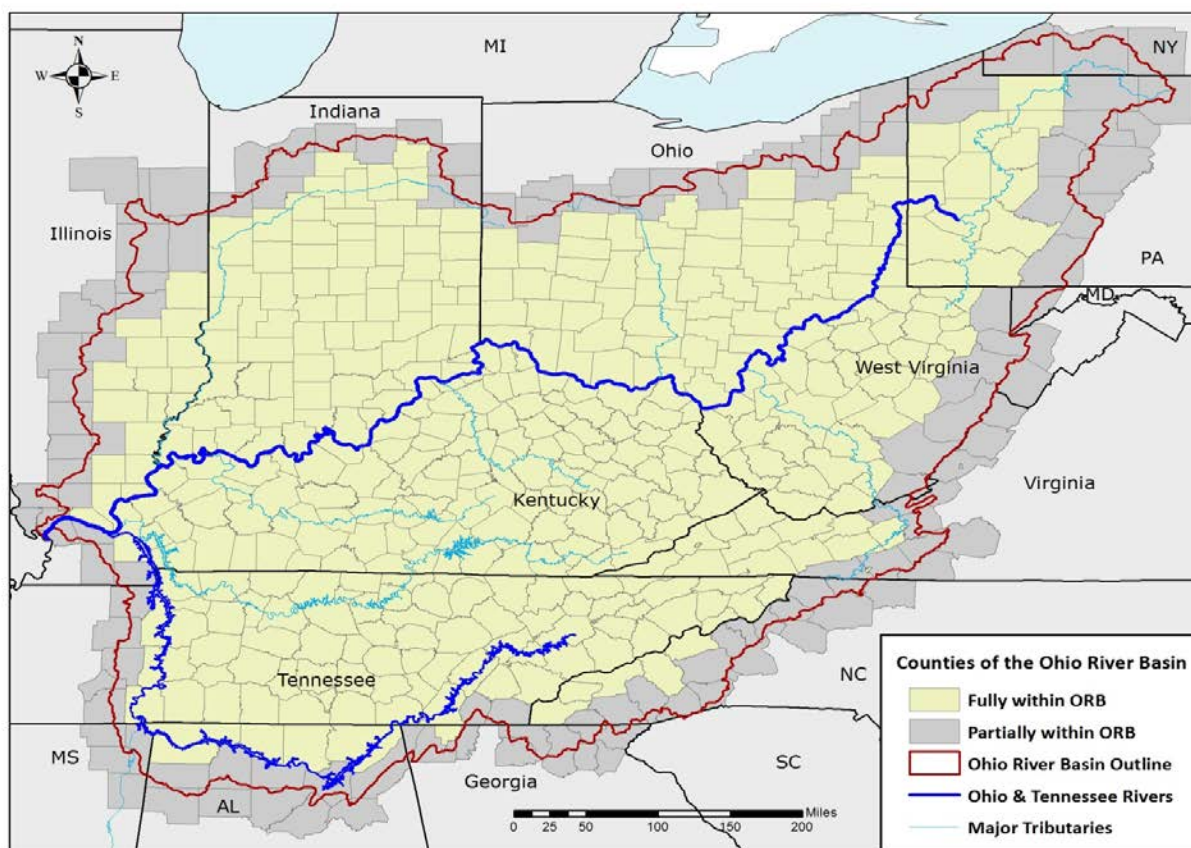 MI
NY
N
W E
S
Indiana
Ohio
Illinois
PA
MD
West Virginia
Virginia
Kentucky
Tennessee
NC
MS
Georgia
SC
AL
Miles
0 25 50 100 150 200
Counties of the Ohio River Basin
Fully within ORB
Partially within ORB
Ohio River Basin Outline
Ohio & Tennessee Rivers
Major Tributaries